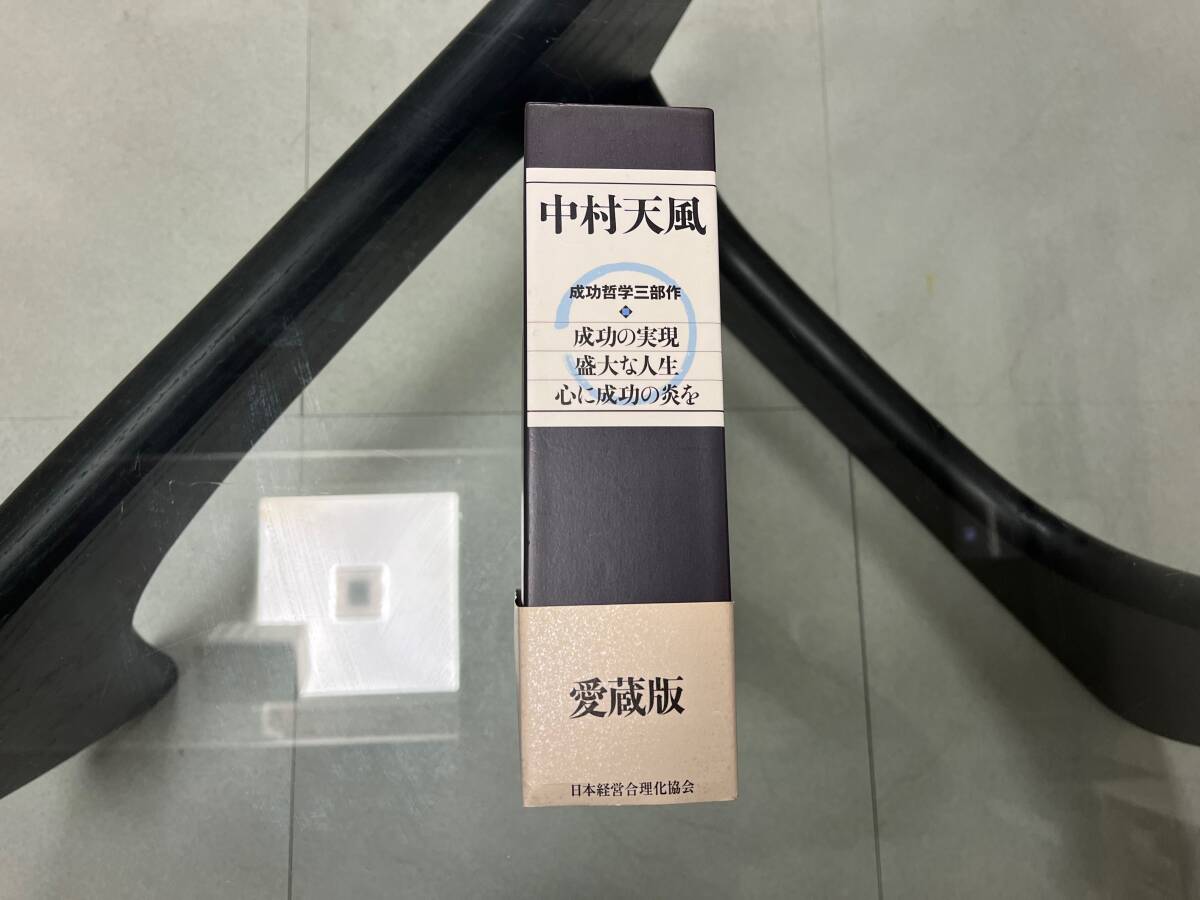 中村天風
成功哲学三部作
成功の実現
盛大な人生
心に成功の炎を
愛蔵版
日本経営合理化協会